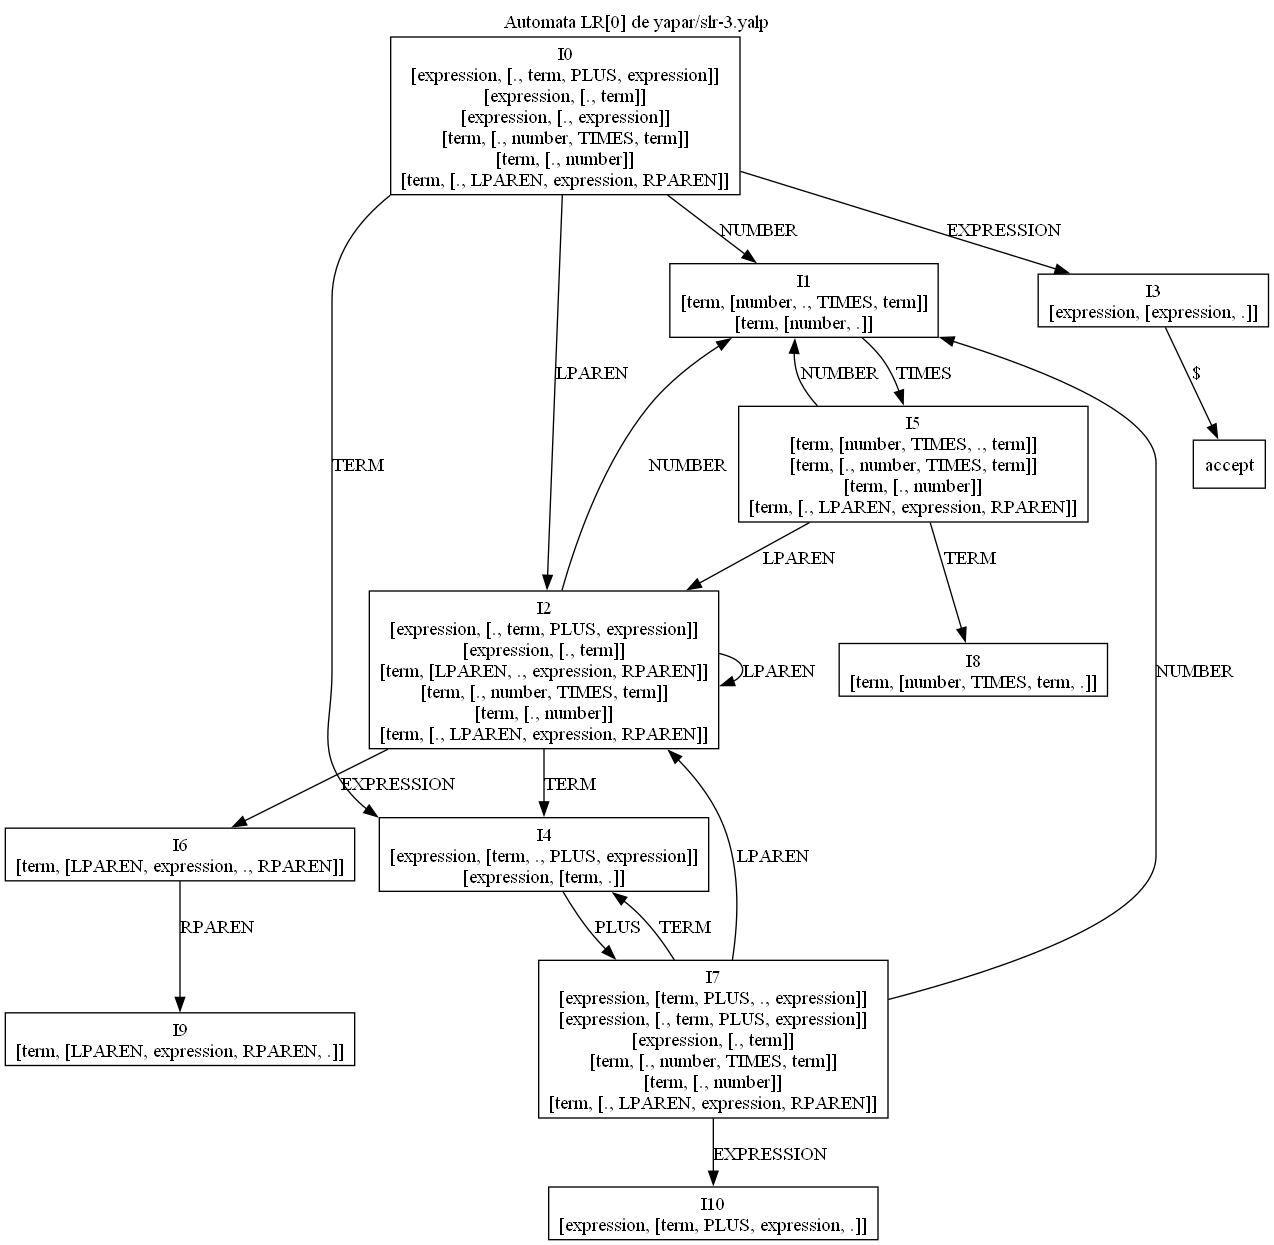 Automata LR[0] de yapar/slr-3.yalp
I0
[expression, [., term, PLUS, expression]]
[expression, [., term]]
[expression, [., expression]]
[term, [., number, TIMES, term]]
[term, [., number]]
[term, [., LPAREN, expression, RPAREN]]
NUMBER
EXPRESSION
I1
[term, [number, ., TIMES, term]]
[term, [number, .]]
I3
[expression, [expression, .]]
LPAREN
NUMBER
TIMES
$
I5
[term, [number, TIMES, ., term]]
[term, [., number, TIMES, term]]
[term, [., number]]
[term, [., LPAREN, expression, RPAREN]]
TERM
NUMBER
accept
LPAREN
TERM
I2
[expression, [., term, PLUS, expression]]
[expression, [., term]]
[term, [LPAREN, ., expression, RPAREN]]
[term, [., number, TIMES, term]]
[term, [., number]]
[term, [., LPAREN, expression, RPAREN]]
LPAREN
I8
[term, [number, TIMES, term, .]]
NUMBER
EXPRESSION
TERM
I6
[term, [LPAREN, expression, ., RPAREN]]
I4
[expression, [term, ., PLUS, expression]]
[expression, [term, .]]
LPAREN
RPAREN
PLUS
TERM
I7
[expression, [term, PLUS, ., expression]]
[expression, [., term, PLUS, expression]]
[expression, [., term]]
[term, [., number, TIMES, term]]
[term, [., number]]
[term, [., LPAREN, expression, RPAREN]]
I9
[term, [LPAREN, expression, RPAREN, .]]
EXPRESSION
I10
[expression, [term, PLUS, expression, .]]